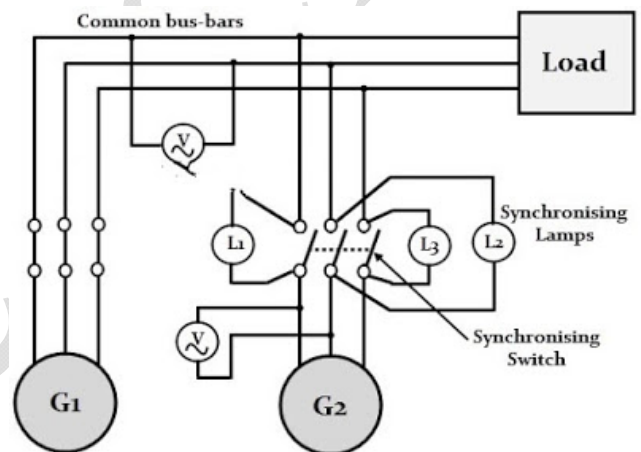 Common bus-bars
Load
V
L1
L3
L2
Synchronising
Lamps
V
Synchronising
Switch
G1
G2